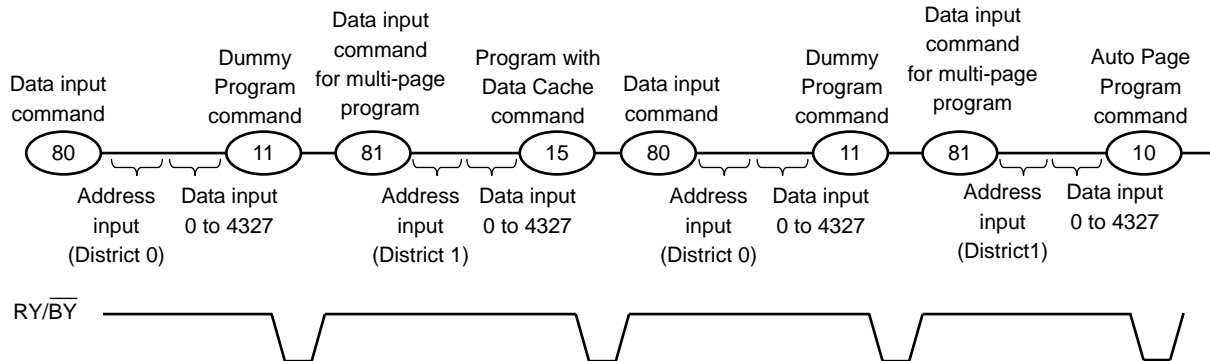 Data input
command
Dummy
Program
command
Data input
command
for multi-page
program
Program with
Data Cache
command
Data input
command
Dummy
Program
command
Data input
command
for multi-page
program
Auto Page
Program
command
80
11
81
15
80
11
81
10
Address
input
(District 0)
Data input
0 to 4327
Address
input
(District 1)
Data input
0 to 4327
Address
input
(District 0)
Data input
0 to 4327
Address
input
(District1)
Data input
0 to 4327
RY/B̅Y̅